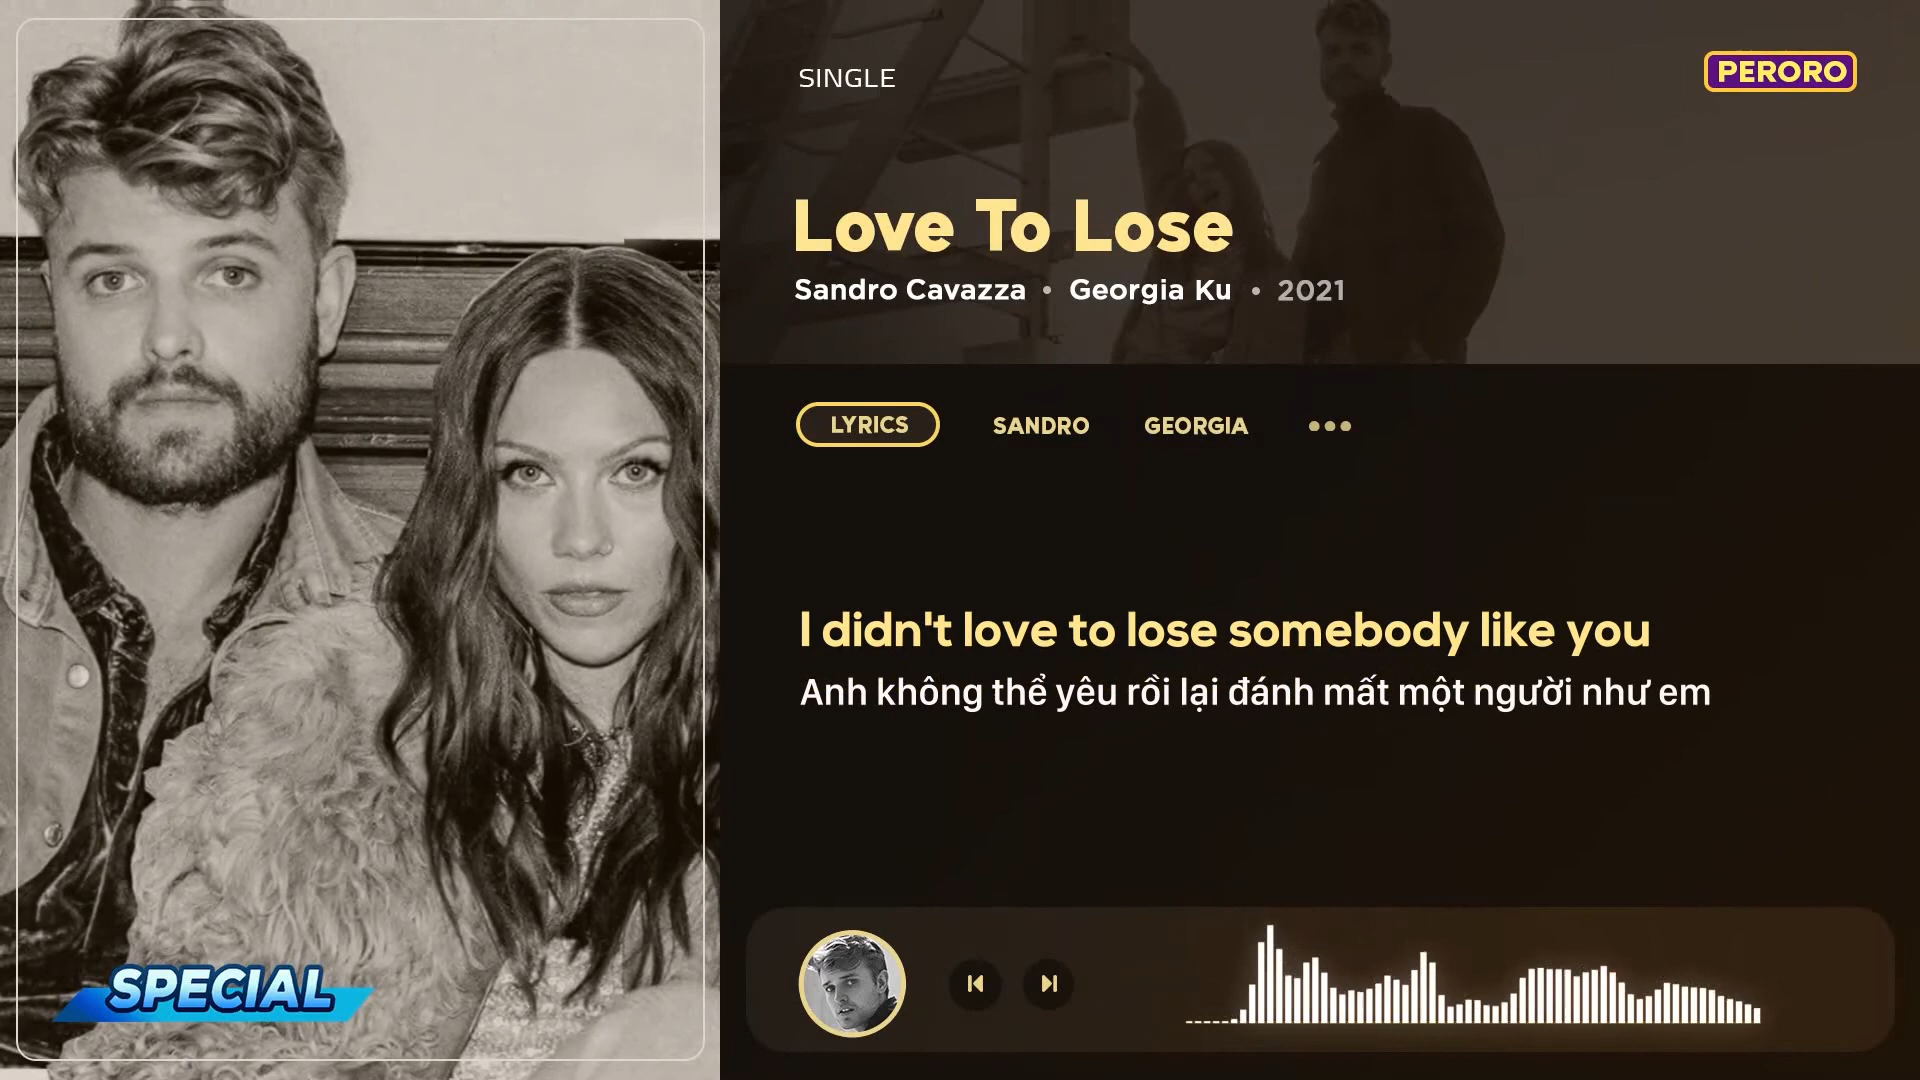 SINGLE
PERORO
Love To Lose
Sandro Cavazza • Georgia Ku • 2021
LYRICS SANDRO GEORGIA •••
I didn't love to lose somebody like you
Anh không thể yêu rồi lại đánh mất một người như em
SPECIAL